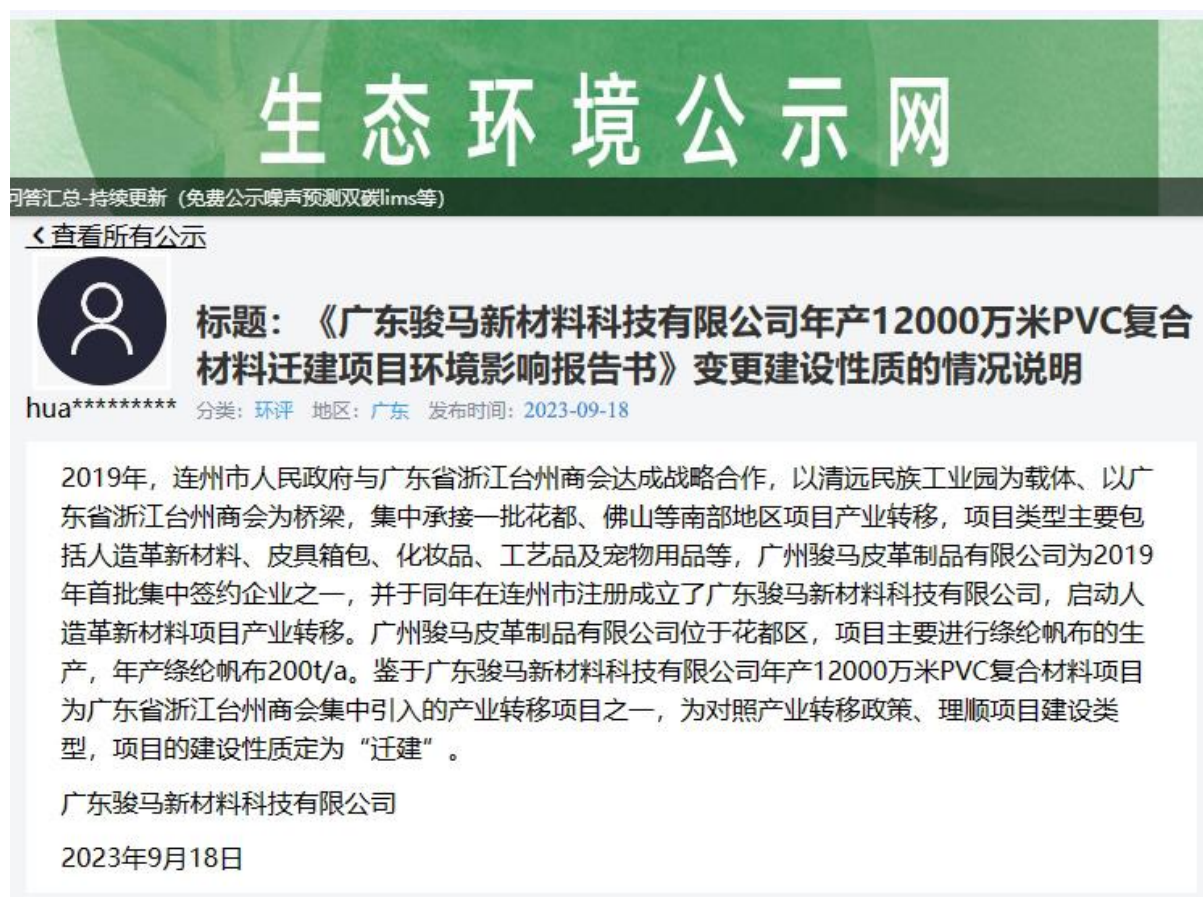 生态环境公示网
问答汇总-持续更新（免费公示噪声预测双碳lims等）
查看所有公示
标题：《广东骏马新材料科技有限公司年产12000万米PVC复合
材料迁建项目环境影响报告书》变更建设性质的情况说明
hua*********
分类：环评 地区：广东 发布时间：2023-09-18
2019年，连州市人民政府与广东省浙江台州商会达成战略合作，以清远民族工业园为载体、以广
东省浙江台州商会为桥梁，集中承接一批花都、佛山等南部地区项目产业转移，项目类型主要包
括人造革新材料、皮具箱包、化妆品、工艺品及宠物用品等，广州骏马皮革制品有限公司为2019
年首批集中签约企业之一，并于同年在连州市注册成立了广东骏马新材料科技有限公司，启动人
造革新材料项目产业转移。广州骏马皮革制品有限公司位于花都区，项目主要进行绦纶帆布的生
产，年产绦纶帆布200t/a。鉴于广东骏马新材料科技有限公司年产12000万米PVC复合材料项目
为广东省浙江台州商会集中引入的产业转移项目之一，为对照产业转移政策、理顺项目建设类
型，项目的建设性质定为“迁建”。
广东骏马新材料科技有限公司
2023年9月18日